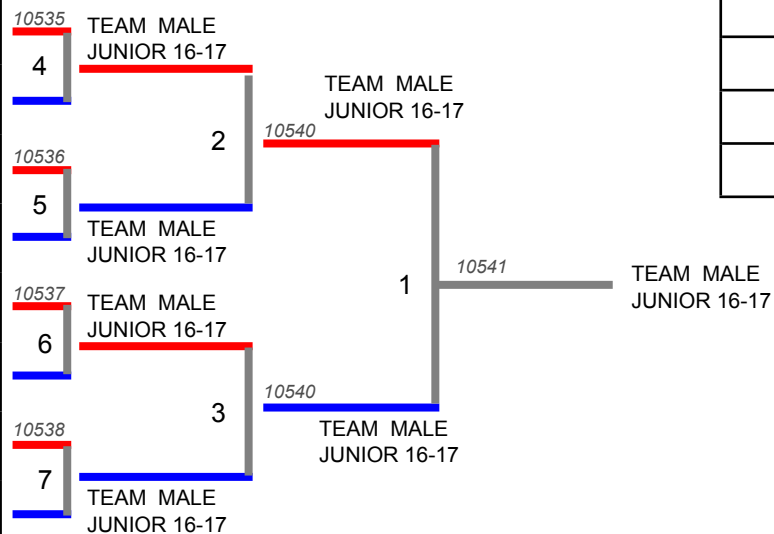 10535
TEAM MALE
JUNIOR 16-17
4
TEAM MALE
JUNIOR 16-17
2
10540
10536
5
TEAM MALE
JUNIOR 16-17
1
10541
TEAM MALE
JUNIOR 16-17
10537
TEAM MALE
JUNIOR 16-17
6
10540
3
TEAM MALE
JUNIOR 16-17
10538
7
TEAM MALE
JUNIOR 16-17